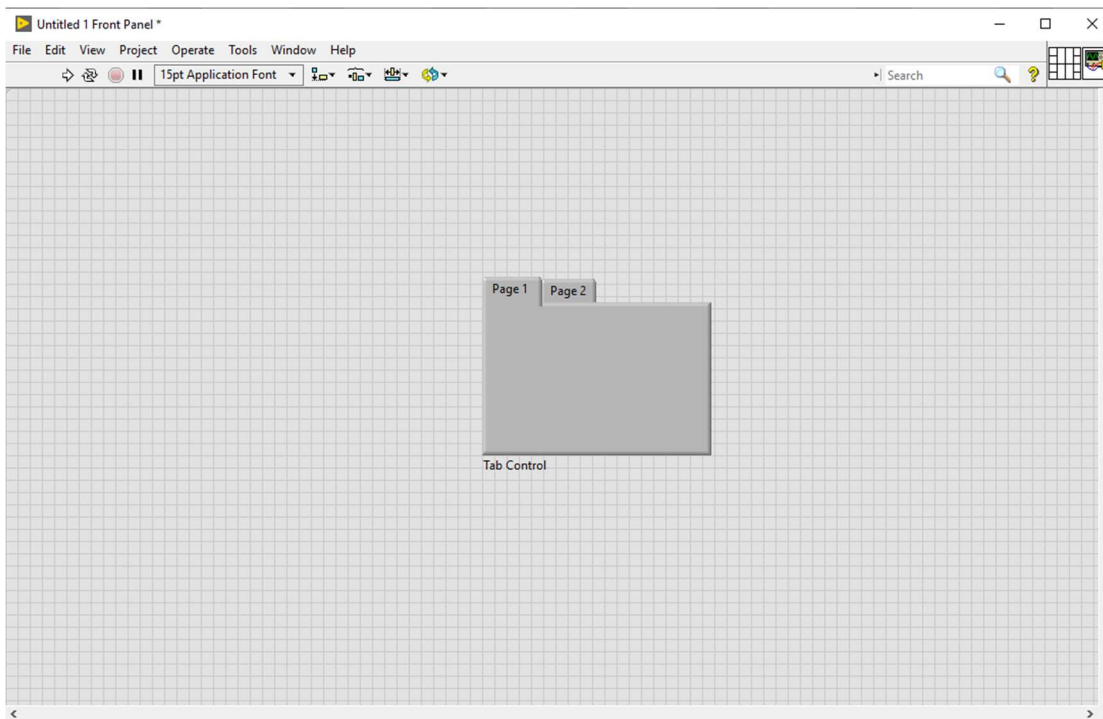 Untitled 1 Front Panel *
File Edit View Project Operate Tools Window Help
15pt Application Font Search
Page 1 Page 2
Tab Control